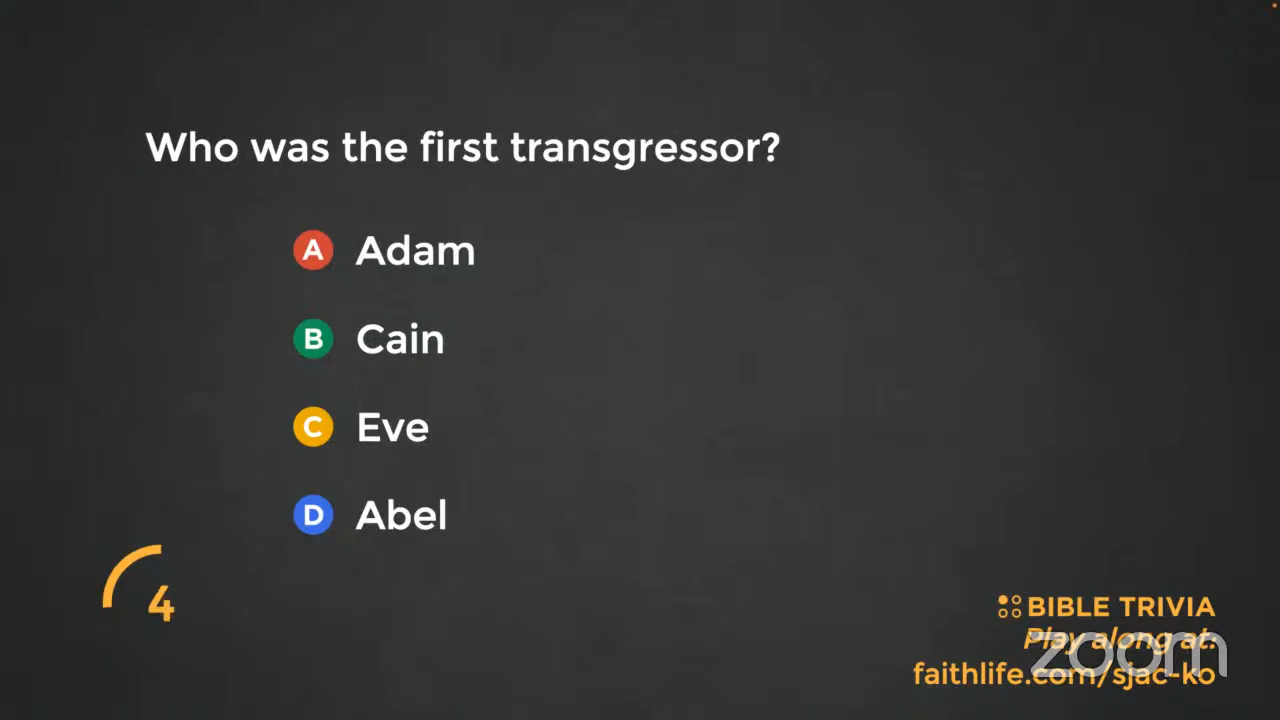 Who was the first transgressor?
A Adam
B Cain
C Eve
D Abel
4
BIBLE TRIVIA
Play along at:
zoom
faithlife.com/sjac-ko